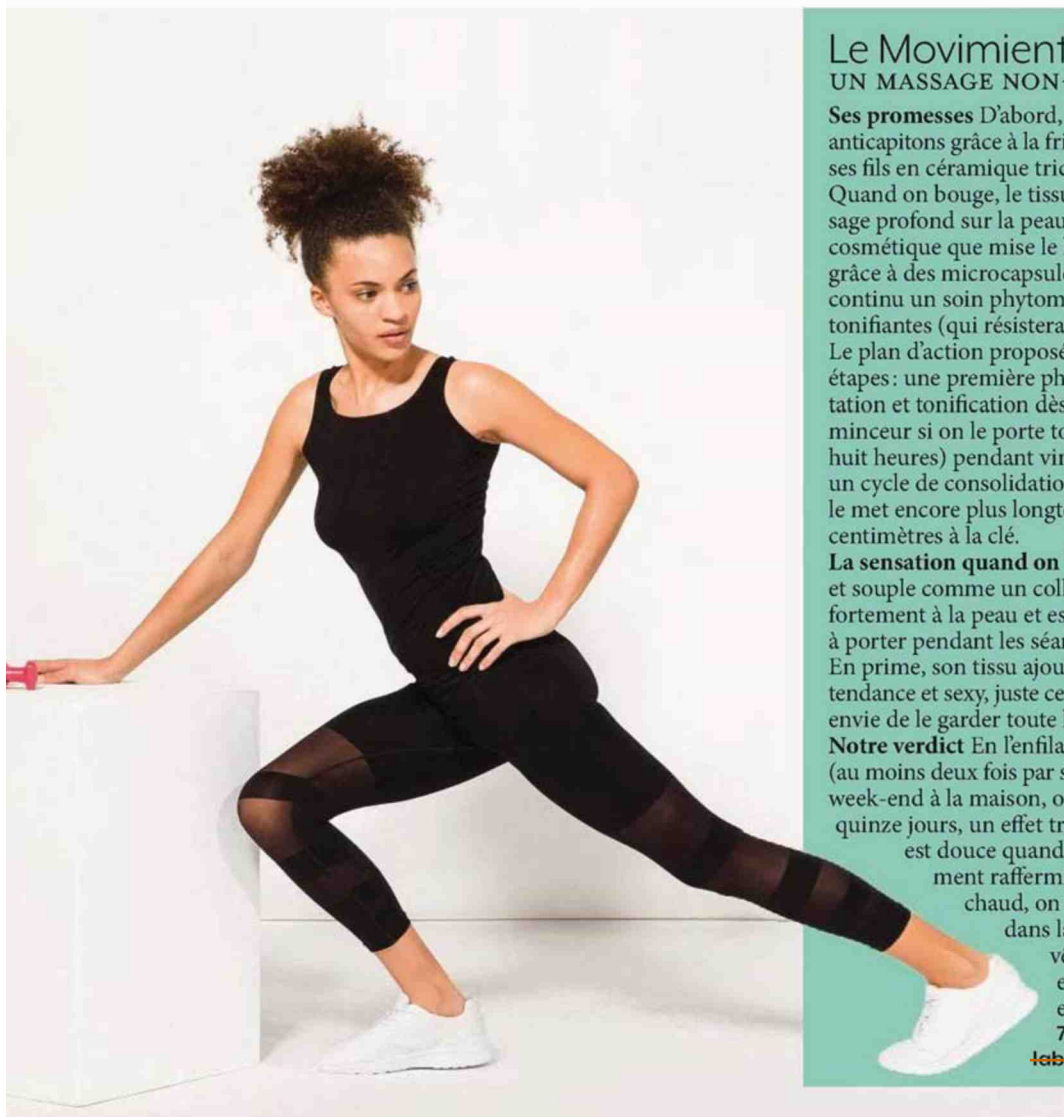 Le Movimient
UN MASSAGE NON-
Ses promesses D'abord,
anticapitons grâce à la fri
ses fils en céramique tric
Quand on bouge, le tissu
sage profond sur la peau
cosmétique que mise le
grâce à des microcapsule
continu un soin phytom
tonifiantes (qui résistera
Le plan d'action proposé
étapes : une première ph
tation et tonification dès
minceur si on le porte to
huit heures) pendant vin
un cycle de consolidatio
le met encore plus longt
centimètres à la clé.
La sensation quand on
et souple comme un coll
fortement à la peau et es
à porter pendant les séan
En prime, son tissu ajou
tendance et sexy, juste ce
envie de le garder toute
Notre verdict En l'enfila
(au moins deux fois par s
week-end à la maison, o
quinze jours, un effet tr
est douce quand
ment rafferm
chaud, on
dans la
vê
e
e
7
lab